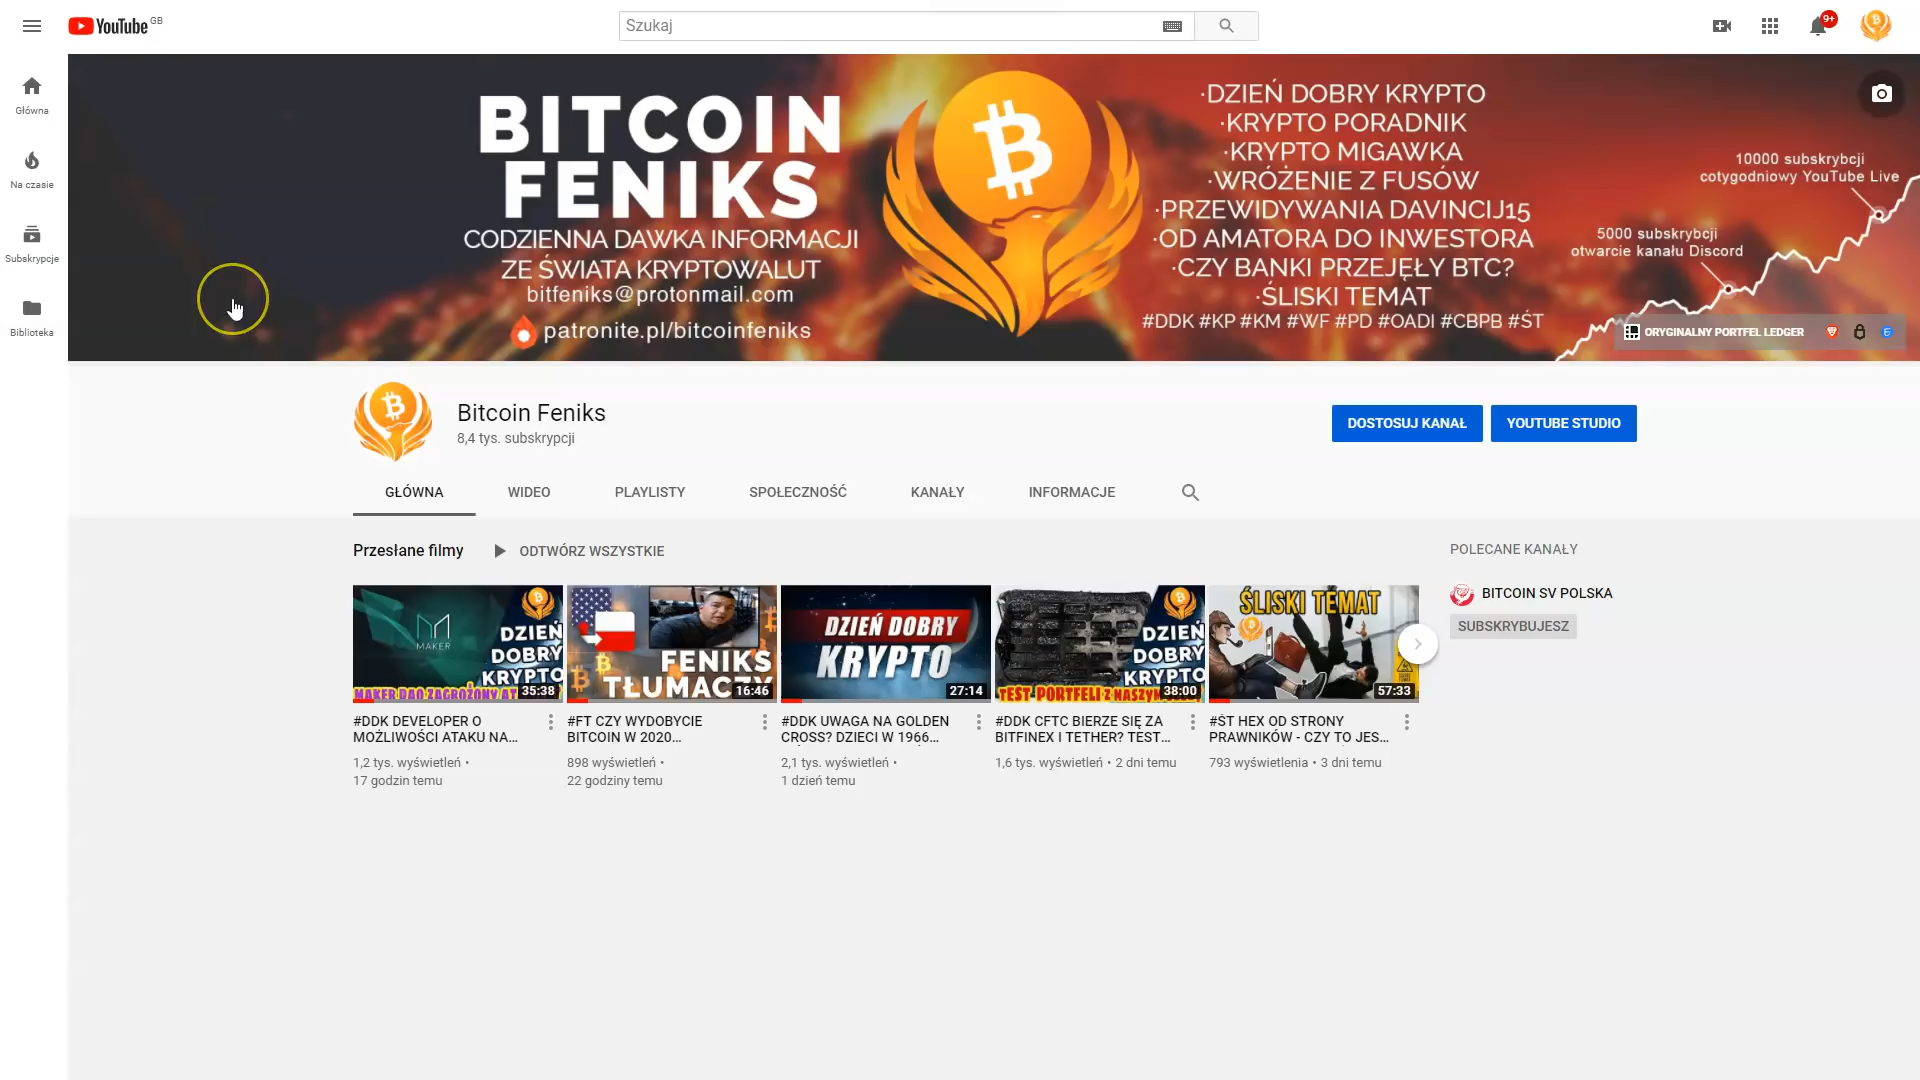 YouTube GB
Szukaj
9+
Główna
Na czasie
Subskrypcje
Biblioteka
BITCOIN
FENIKS
CODZIENNA DAWKA INFORMACJI
ZE ŚWIATA KRYPTOWALUT
bitfeniks@protonmail.com
patronite.pl/bitcoinfeniks
·DZIEŃ DOBRY KRYPTO
·KRYPTO PORADNIK
·KRYPTO MIGAWKA
·WRÓŻENIE Z FUSÓW
·PRZEWIDYWANIA DAVINCIJ15
·OD AMATORA DO INWESTORA
·CZY BANKI PRZEJĘŁY BTC?
·ŚLISKI TEMAT
#DDK #KP #KM #WF #PD #OADI #CBPB #ŚT
10000 subskrybcji
cotygodniowy YouTube Live
5000 subskrybcji
otwarcie kanału Discord
ORYGINALNY PORTFEL LEDGER
Bitcoin Feniks
8,4 tys. subskrypcji
DOSTOSUJ KANAŁ
YOUTUBE STUDIO
GŁÓWNA
WIDEO
PLAYLISTY
SPOŁECZNOŚĆ
KANAŁY
INFORMACJE
Przesłane filmy
ODTWÓRZ WSZYSTKIE
POLECANE KANAŁY
BITCOIN SV POLSKA
SUBSKRYBUJESZ
MAKER
DZIEŃ
DOBRY
KRYPTO
MAKER DAO ZAGROŻONY AT
35:38
FENIKS
TŁUMACZY
16:46
DZIEŃ DOBRY
KRYPTO
27:14
DZIEŃ
DOBRY
KRYPTO
TEST PORTFELI Z NASZYM
38:00
ŚLISKI TEMAT
57:33
#DDK DEVELOPER O
MOŻLIWOŚCI ATAKU NA...
1,2 tys. wyświetleń •
17 godzin temu
#FT CZY WYDOBYCIE
BITCOIN W 2020...
898 wyświetleń •
22 godziny temu
#DDK UWAGA NA GOLDEN
CROSS? DZIECI W 1966...
2,1 tys. wyświetleń •
1 dzień temu
#DDK CFTC BIERZE SIĘ ZA
BITFINEX I TETHER? TEST...
1,6 tys. wyświetleń • 2 dni temu
#ŚT HEX OD STRONY
PRAWNIKÓW - CZY TO JES...
793 wyświetlenia • 3 dni temu